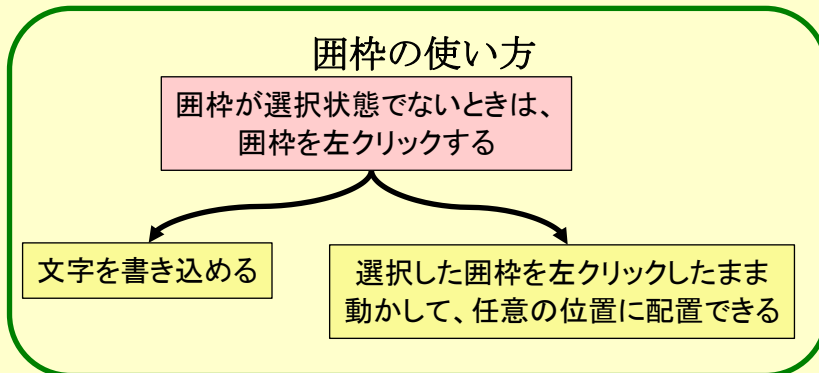 囲枠の使い方
囲枠が選択状態でないときは、
囲枠を左クリックする
文字を書き込める
選択した囲枠を左クリックしたまま
動かして、任意の位置に配置できる